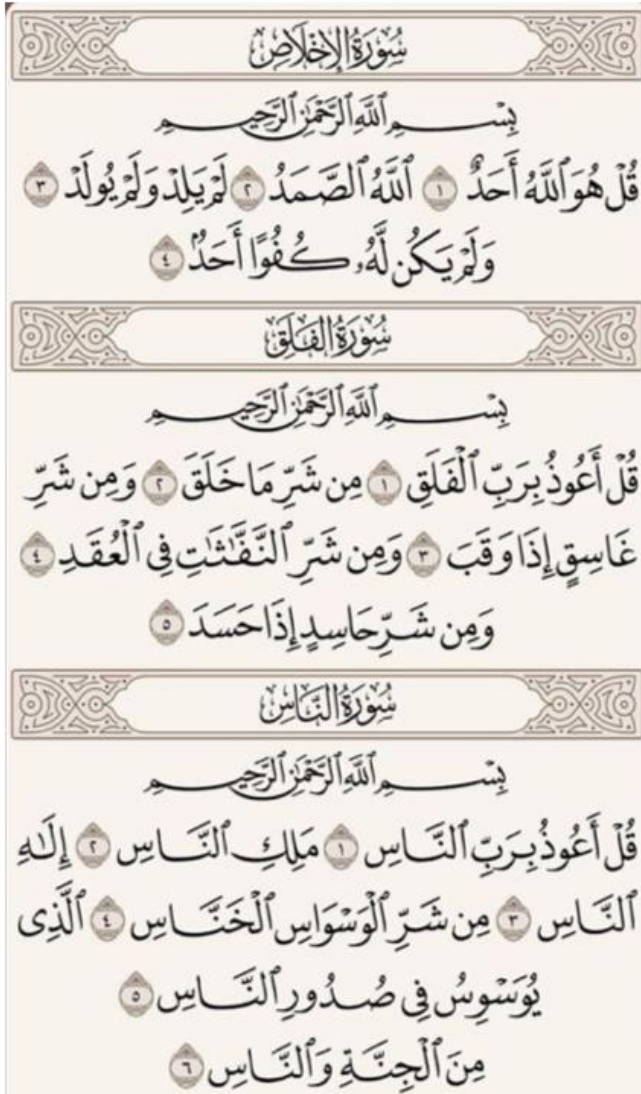 سُورَةُ الإِخْلَاصِ
بِسْمِ ٱللَّهِ ٱلرَّحْمَٰنِ ٱلرَّحِيمِ
قُلْ هُوَ ٱللَّهُ أَحَدٌ ١ ٱللَّهُ ٱلصَّمَدُ ٢ لَمْ يَلِدْ وَلَمْ يُولَدْ ٣
وَلَمْ يَكُن لَّهُۥ كُفُوًا أَحَدٌۢ ٤
سُورَةُ الفَلَقِ
بِسْمِ ٱللَّهِ ٱلرَّحْمَٰنِ ٱلرَّحِيمِ
قُلْ أَعُوذُ بِرَبِّ ٱلْفَلَقِ ١ مِن شَرِّ مَا خَلَقَ ٢ وَمِن شَرِّ
غَاسِقٍ إِذَا وَقَبَ ٣ وَمِن شَرِّ ٱلنَّفَّٰثَٰتِ فِى ٱلْعُقَدِ ٤
وَمِن شَرِّ حَاسِدٍ إِذَا حَسَدَ ٥
سُورَةُ النَّاسِ
بِسْمِ ٱللَّهِ ٱلرَّحْمَٰنِ ٱلرَّحِيمِ
قُلْ أَعُوذُ بِرَبِّ ٱلنَّاسِ ١ مَلِكِ ٱلنَّاسِ ٢ إِلَٰهِ
ٱلنَّاسِ ٣ مِن شَرِّ ٱلْوَسْوَاسِ ٱلْخَنَّاسِ ٤ ٱلَّذِى
يُوَسْوِسُ فِى صُدُورِ ٱلنَّاسِ ٥
مِنَ ٱلْجِنَّةِ وَٱلنَّاسِ ٦